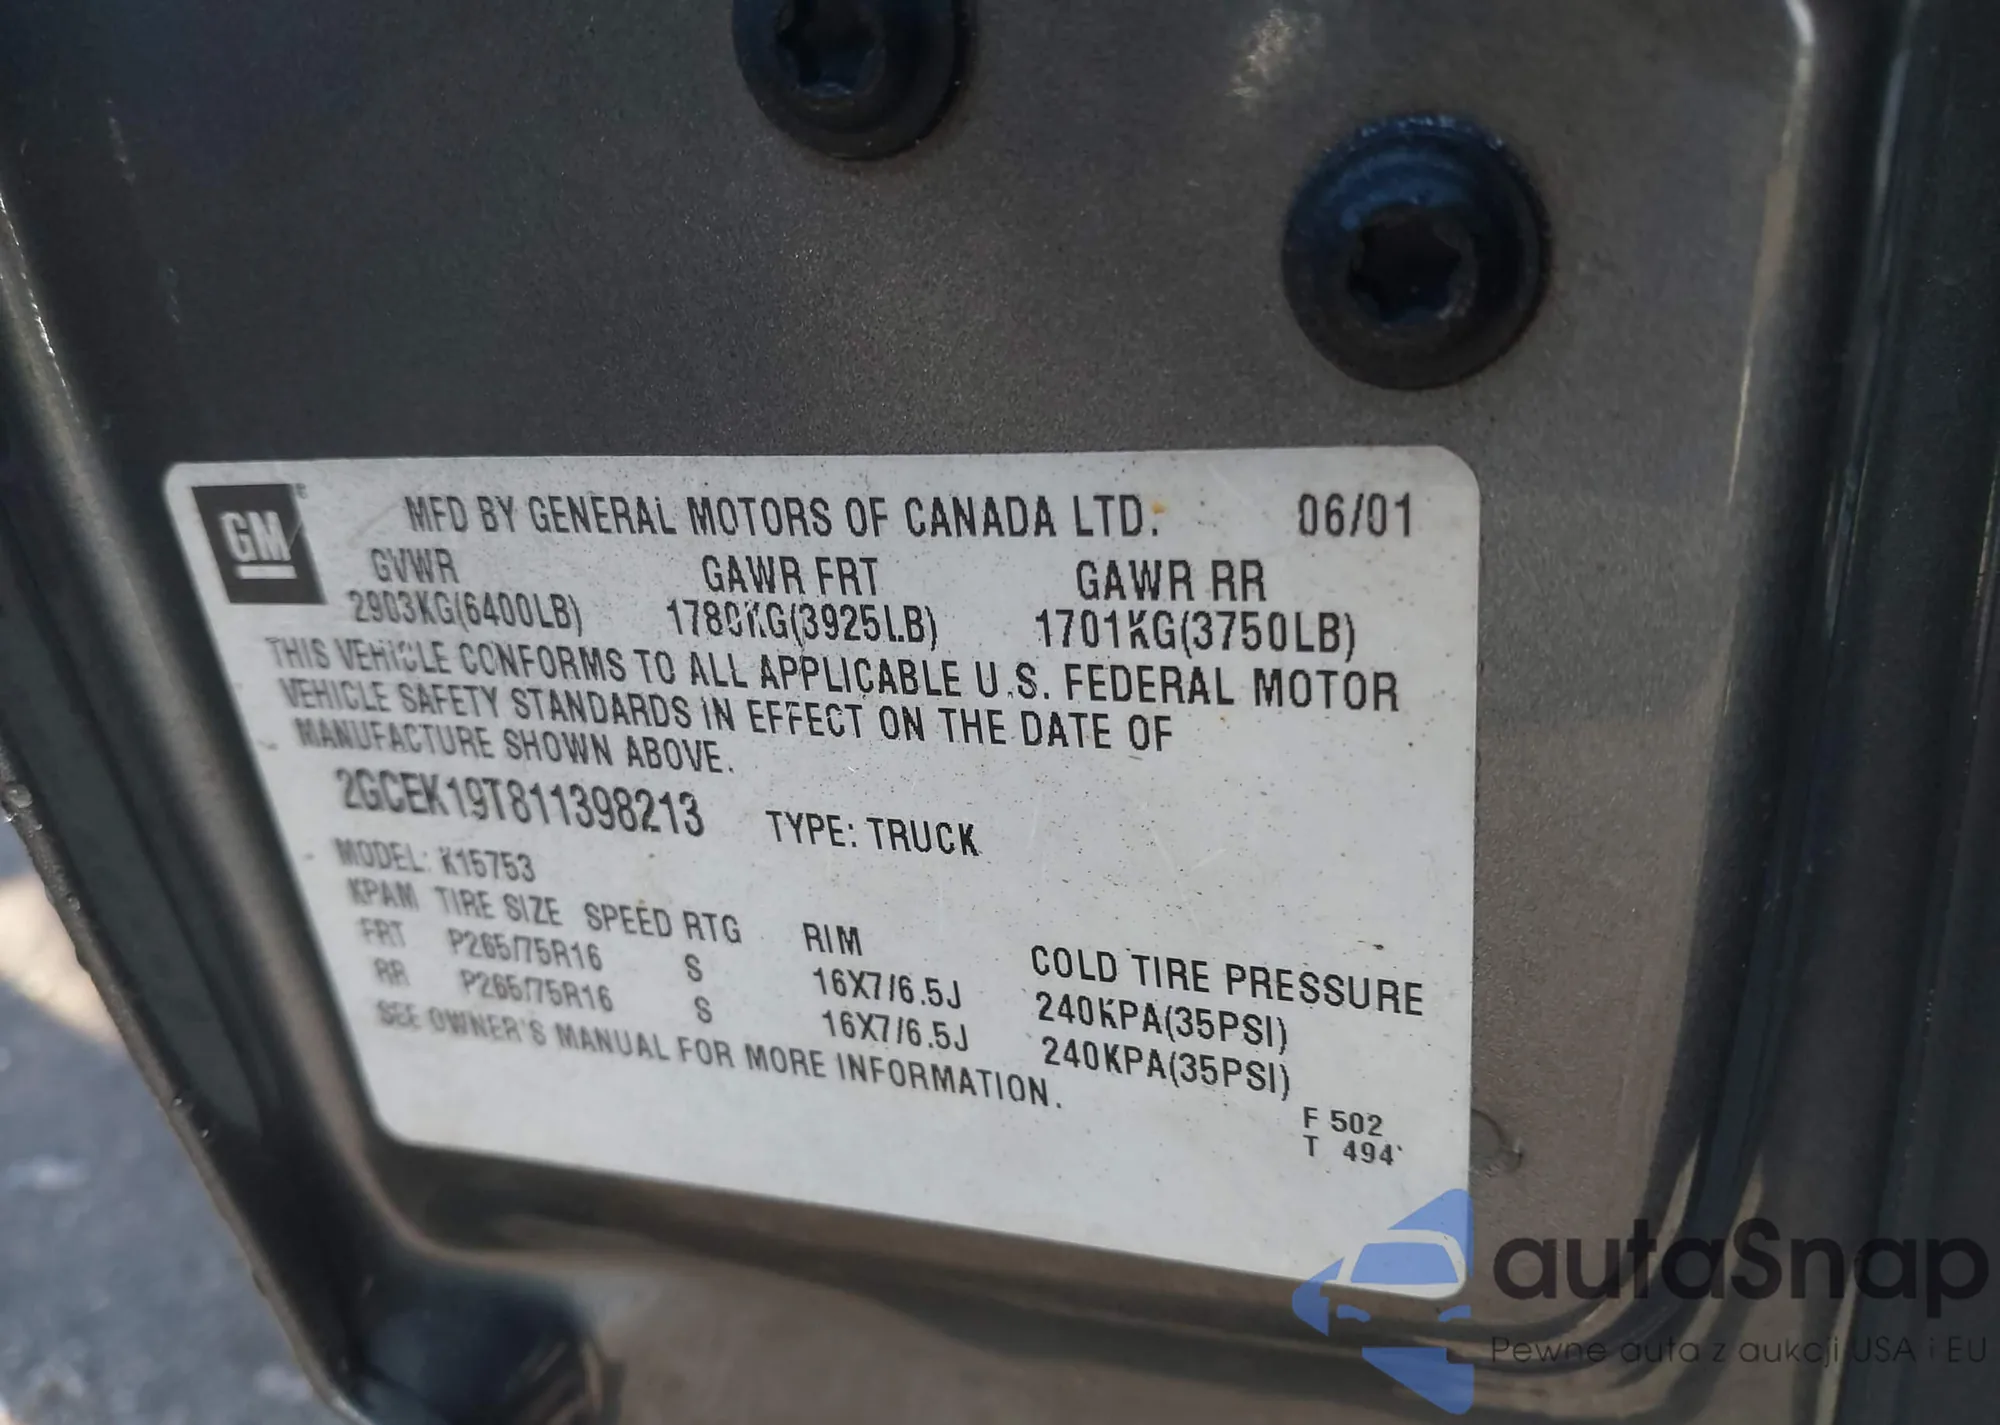 GM
MFD BY GENERAL MOTORS OF CANADA LTD. 06/01
GVWR GAWR FRT GAWR RR
2903KG(6400LB) 1780KG(3925LB) 1701KG(3750LB)
THIS VEHICLE CONFORMS TO ALL APPLICABLE U.S. FEDERAL MOTOR
VEHICLE SAFETY STANDARDS IN EFFECT ON THE DATE OF
MANUFACTURE SHOWN ABOVE.
2GCEK19T811398213 TYPE: TRUCK
MODEL: K15753
KPAM TIRE SIZE SPEED RTG RIM COLD TIRE PRESSURE
FRT P265/75R16 S 16X7/6.5J 240KPA(35PSI)
RR P265/75R16 S 16X7/6.5J 240KPA(35PSI)
SEE OWNER'S MANUAL FOR MORE INFORMATION.
F 502
T 494
autaSnap
Pewne auta z aukcji USA i EU